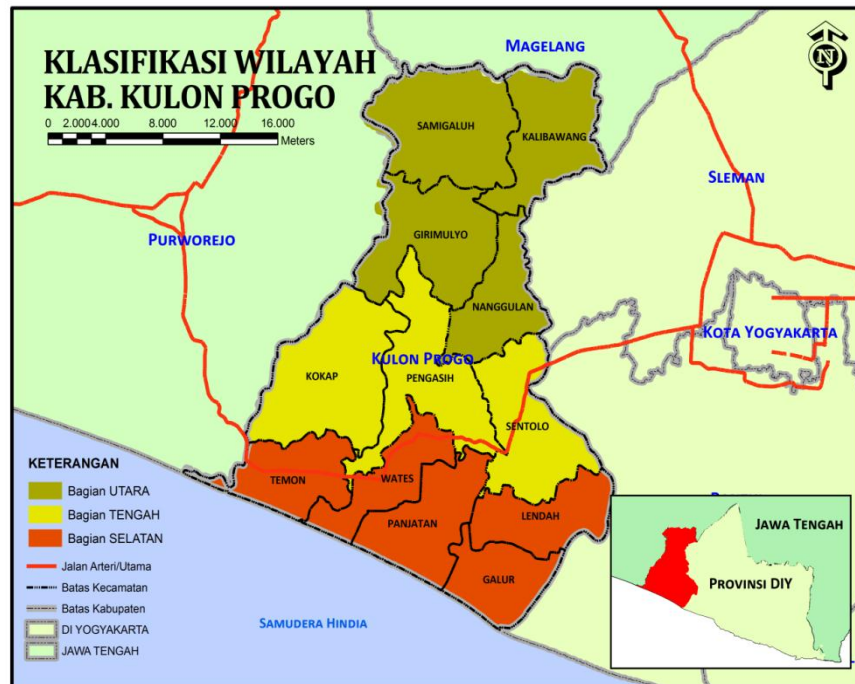 KLASIFIKASI WILAYAH
KAB. KULON PROGO
0 2.000 4.000 8.000 12.000 16.000
Meters
MAGELANG
N
SAMIGALUH
KALIBAWANG
SLEMAN
PURWOREJO
GIRIMULYO
NANGGULAN
KOTA YOGYAKARTA
KULON PROGO
KOKAP
PENGASIH
SENTOLO
KETERANGAN
Bagian UTARA
Bagian TENGAH
Bagian SELATAN
Jalan Arteri/Utama
Batas Kecamatan
Batas Kabupaten
DI YOGYAKARTA
JAWA TENGAH
TEMON
WATES
PANJATAN
LENDAH
GALUR
SAMUDERA HINDIA
JAWA TENGAH
PROVINSI DIY